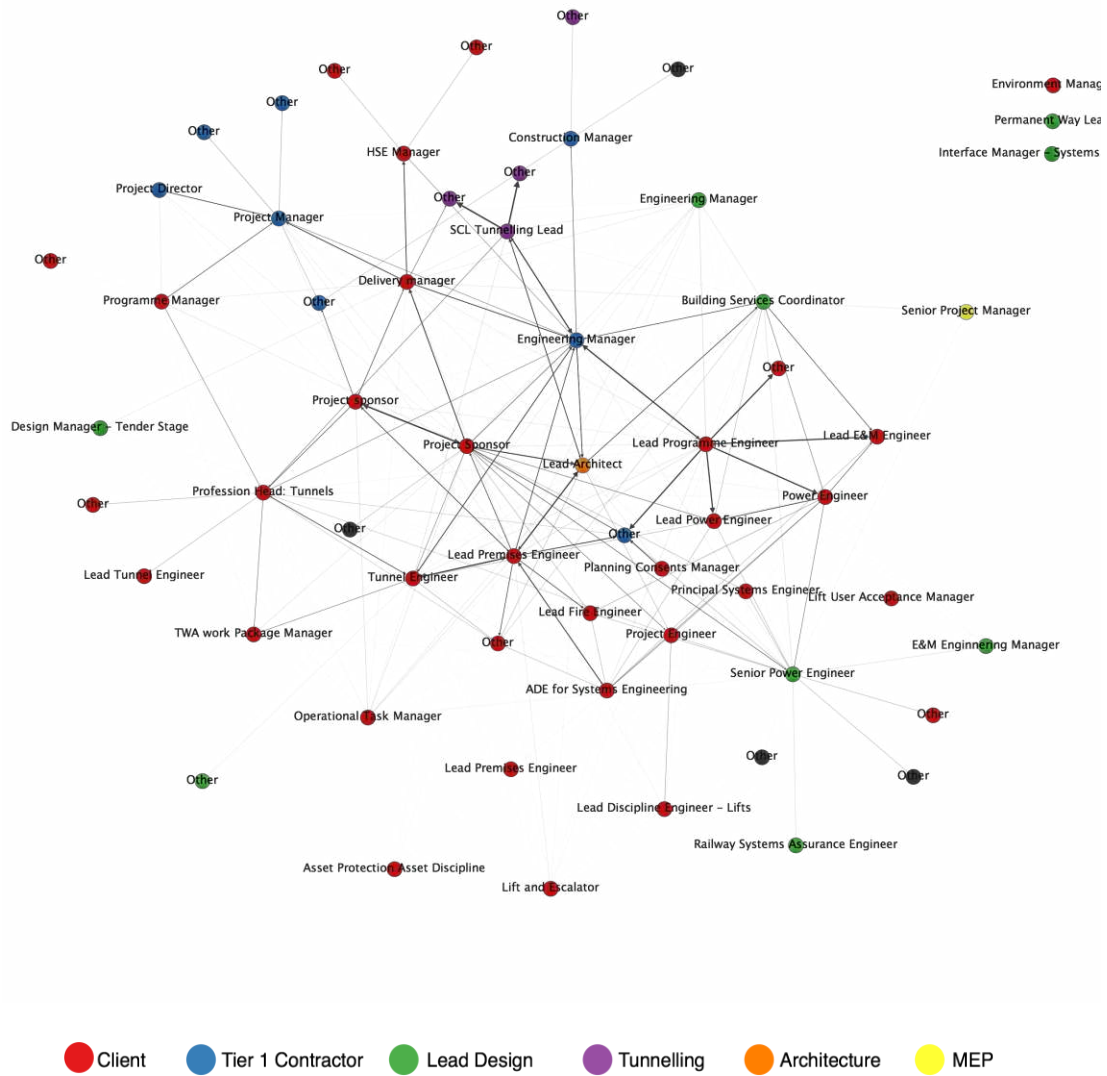 Other
Other
Other
Other
Environment Manag
Other
Permanent Way Lea
Other
Construction Manager
HSE Manager
Interface Manager – Systems
Other
Project Director
Other
Engineering Manager
Project Manager
SCL Tunnelling Lead
Other
Delivery manager
Programme Manager
Other
Building Services Coordinator
Senior Project Manager
Engineering Manager
Other
Project sponsor
Design Manager – Tender Stage
Project Sponsor
Lead Programme Engineer
Lead E&M Engineer
Lead Architect
Profession Head: Tunnels
Power Engineer
Other
Lead Power Engineer
Other
Other
Lead Premises Engineer
Planning Consents Manager
Lead Tunnel Engineer
Tunnel Engineer
Principal Systems Engineer
Lift User Acceptance Manager
Lead Fire Engineer
TWA work Package Manager
Project Engineer
Other
E&M Enginnering Manager
Senior Power Engineer
ADE for Systems Engineering
Operational Task Manager
Other
Other
Lead Premises Engineer
Other
Other
Lead Discipline Engineer – Lifts
Railway Systems Assurance Engineer
Asset Protection Asset Discipline
Lift and Escalator
Client
Tier 1 Contractor
Lead Design
Tunnelling
Architecture
MEP